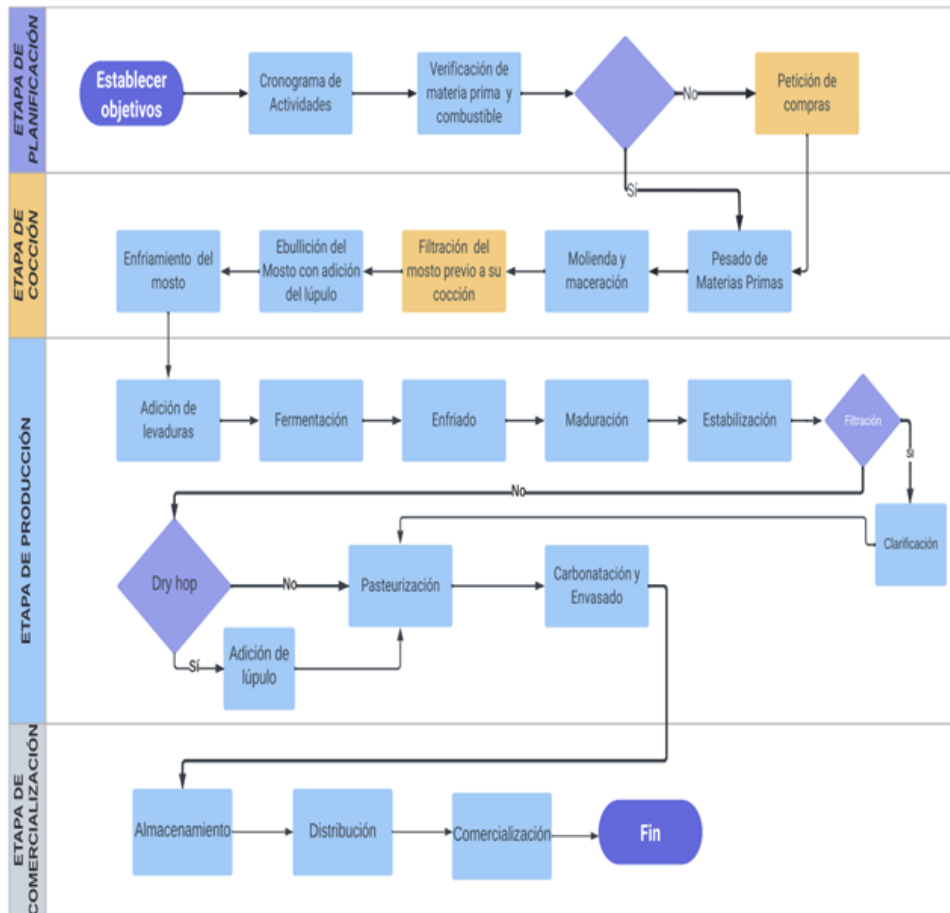 ETAPA DE
PLANIFICACIÓN
Establecer
objetivos
Cronograma de
Actividades
Verificación de
materia prima y
combustible
No
Petición de
compras
Sí
ETAPA DE
COCCIÓN
Enfriamiento del
mosto
Ebullición del
Mosto con adición
del lúpulo
Filtración del
mosto previo a su
cocción
Molienda y
maceración
Pesado de
Materias Primas
ETAPA DE PRODUCCIÓN
Adición de
levaduras
Fermentación
Enfriado
Maduración
Estabilización
Filtración
Sí
No
Clarificación
Dry hop
No
Pasteurización
Carbonatación y
Envasado
Sí
Adición de
lúpulo
ETAPA DE
COMERCIALIZACIÓN
Almacenamiento
Distribución
Comercialización
Fin